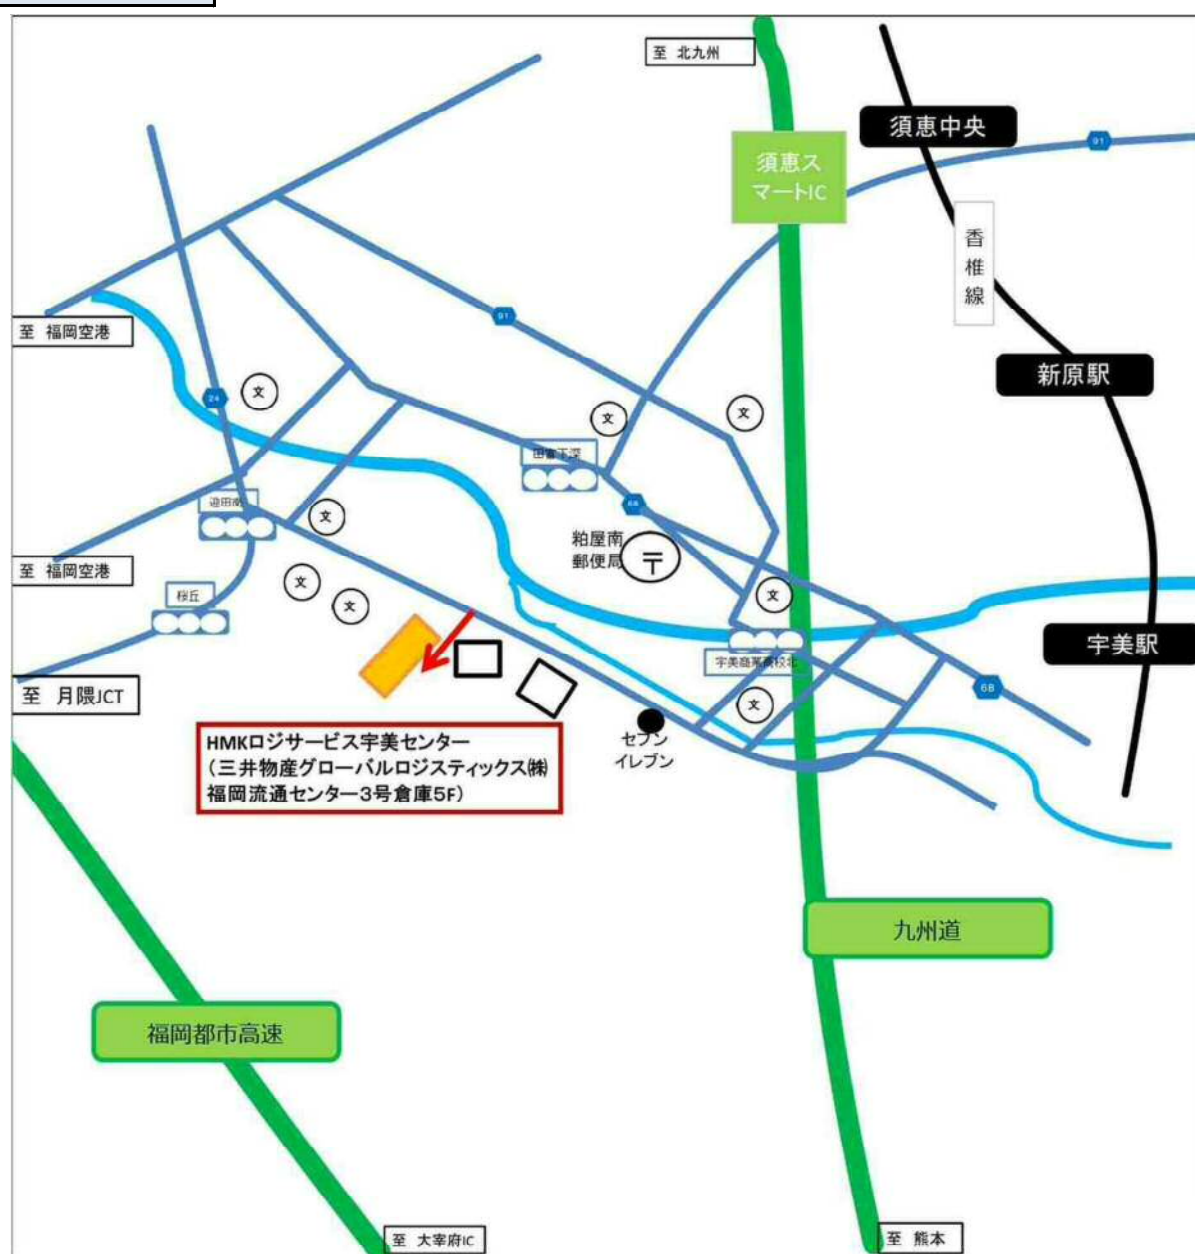 至 北九州
須恵中央
91
須恵ス
マートIC
香
椎
線
91
至 福岡空港
新原駅
24
文
文
文
田富下深
迎田南
文
68
粕屋南
郵便局
〒
至 福岡空港
文
文
文
桜丘
宇美商業高校北
宇美駅
至 月隈JCT
68
文
セブン
イレブン
HMKロジサービス宇美センター
（三井物産グローバルロジスティックス㈱
福岡流通センター3号倉庫5F）
九州道
福岡都市高速
至 大宰府IC
至 熊本